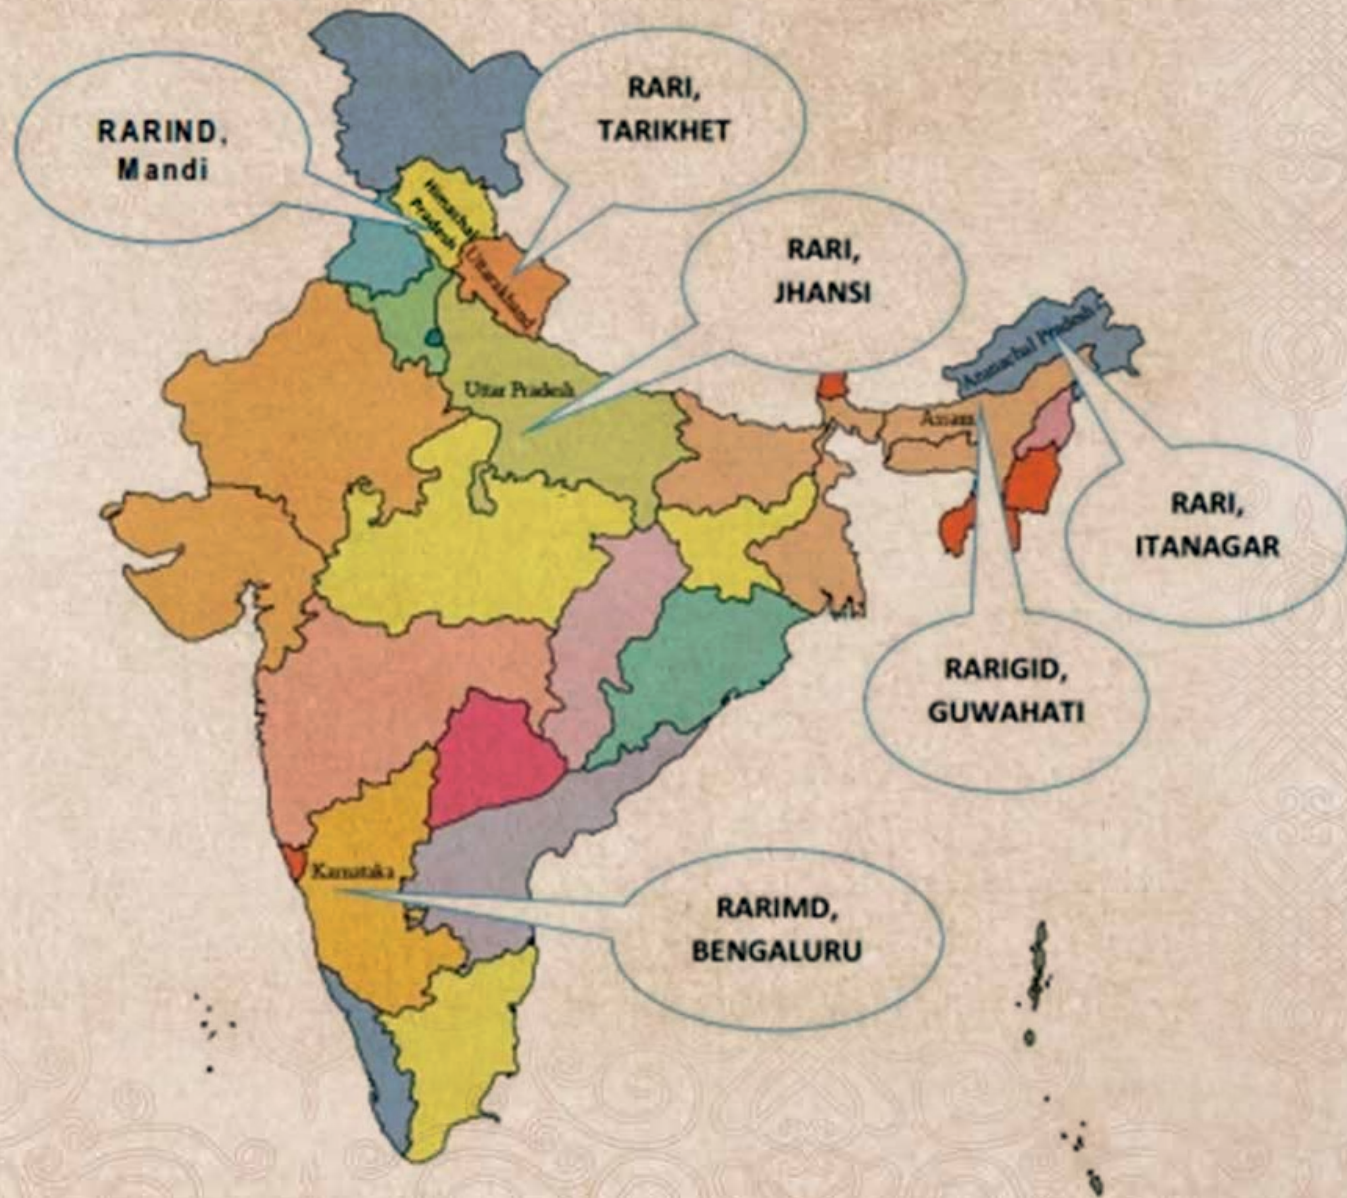 RARIND,
Mandi
RARI,
TARIKHET
Himachal
Pradesh
Uttarakhand
RARI,
JHANSI
Uttar Pradesh
Arunachal Pradesh
Assam
RARI,
ITANAGAR
RARIGID,
GUWAHATI
Karnataka
RARIMD,
BENGALURU